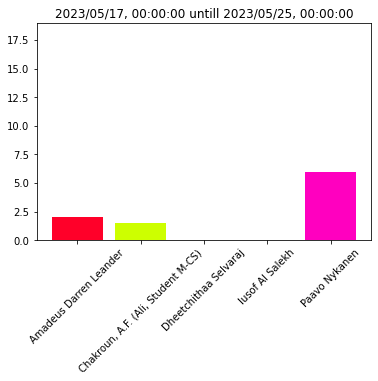 2023/05/17, 00:00:00 untill 2023/05/25, 00:00:00
17.5
15.0
12.5
10.0
7.5
5.0
2.5
0.0
Amadeus Darren Leander
Chakroun, A.F. (Ali, Student M-CS)
Dheetchithaa Selvaraj
Iusof Al Salekh
Paavo Nykanen